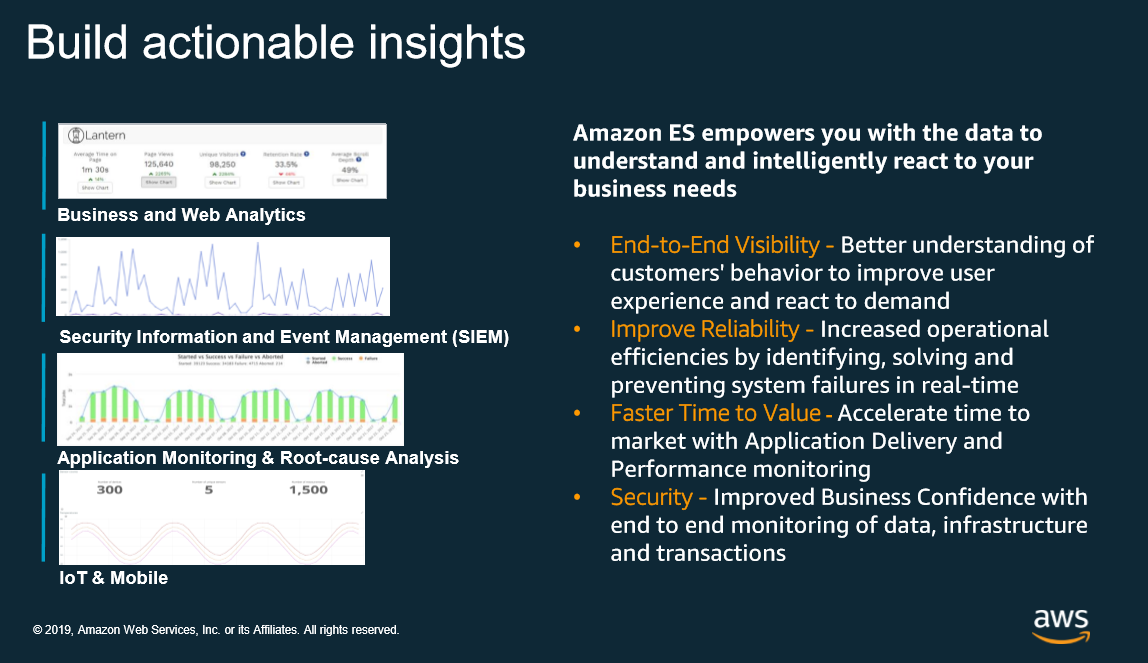 Build actionable insights
Lantern
Average Time on
Page
1m 30s
Show Chart
Page Views
125,640
Show Chart
Unique Visitors
98,250
Show Chart
Retention Rate
33.5%
Show Chart
Average Scroll
Depth
49%
Show Chart
Business and Web Analytics
Security Information and Event Management (SIEM)
Started vs Success vs Failure vs Aborted
Started
Success
Failure
Aborted
Application Monitoring & Root-cause Analysis
300
5
1,500
IoT & Mobile
Amazon ES empowers you with the data to
understand and intelligently react to your
business needs
• End-to-End Visibility - Better understanding of
customers' behavior to improve user
experience and react to demand
• Improve Reliability - Increased operational
efficiencies by identifying, solving and
preventing system failures in real-time
• Faster Time to Value - Accelerate time to
market with Application Delivery and
Performance monitoring
• Security - Improved Business Confidence with
end to end monitoring of data, infrastructure
and transactions
© 2019, Amazon Web Services, Inc. or its Affiliates. All rights reserved.
aws